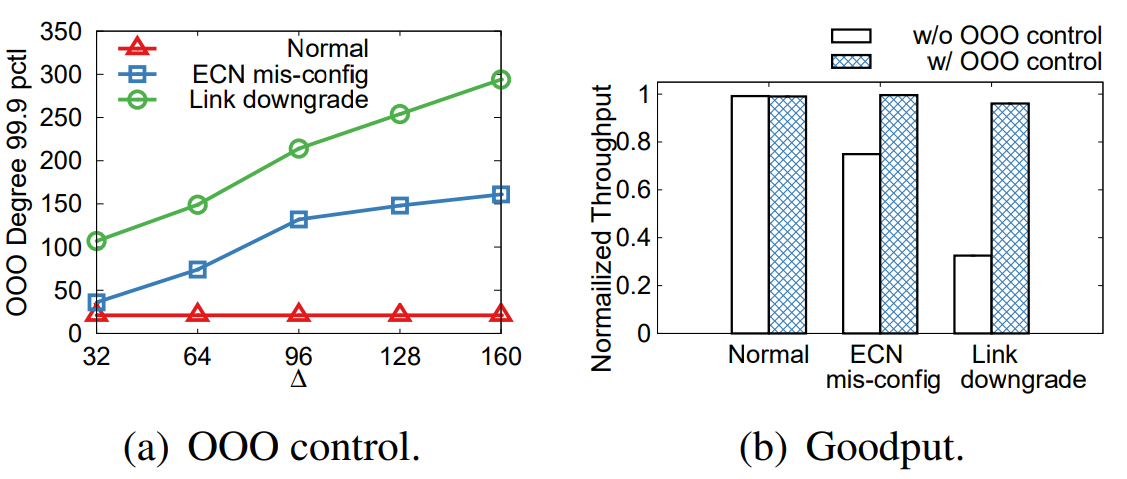 OOO Degree 99.9 pctl
350
300
250
200
150
100
50
0
Normal
ECN mis-config
Link downgrade
32 64 96 128 160
Δ
(a) OOO control.
w/o OOO control
w/ OOO control
Normailized Throughput
1
0.8
0.6
0.4
0.2
0
Normal ECN Link
mis-config downgrade
(b) Goodput.